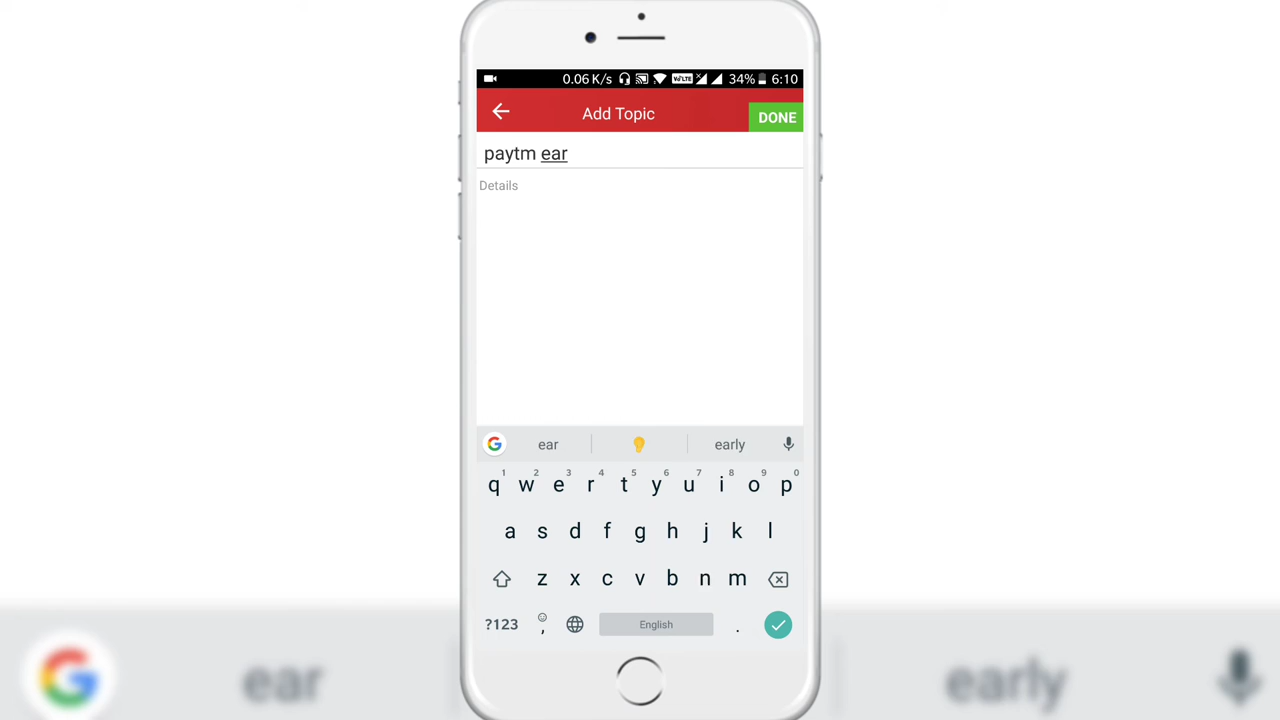 0.06 K/s VoLTE 34% 6:10
Add Topic DONE
paytm ear
Details
G ear early
1 2 3 4 5 6 7 8 9 0
q w e r t y u i o p
a s d f g h j k l
z x c v b n m
?123 , English .
G ear early